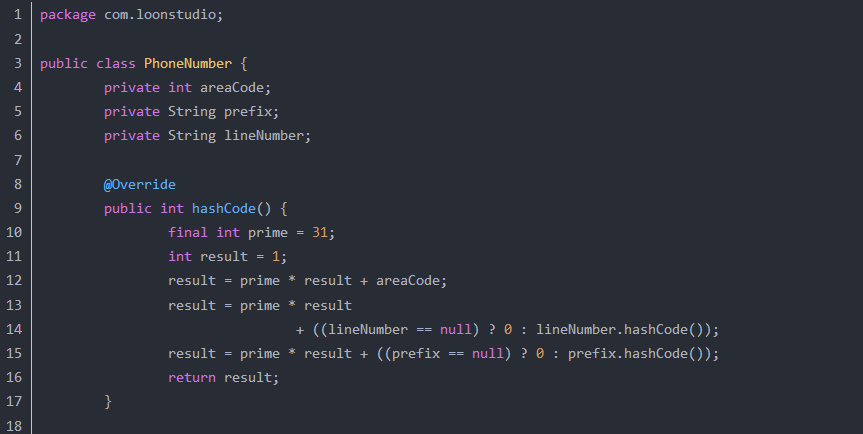 1 package com.loonstudio;
2
3 public class PhoneNumber {
4 private int areaCode;
5 private String prefix;
6 private String lineNumber;
7
8 @Override
9 public int hashCode() {
10 final int prime = 31;
11 int result = 1;
12 result = prime * result + areaCode;
13 result = prime * result
14 + ((lineNumber == null) ? 0 : lineNumber.hashCode());
15 result = prime * result + ((prefix == null) ? 0 : prefix.hashCode());
16 return result;
17 }
18